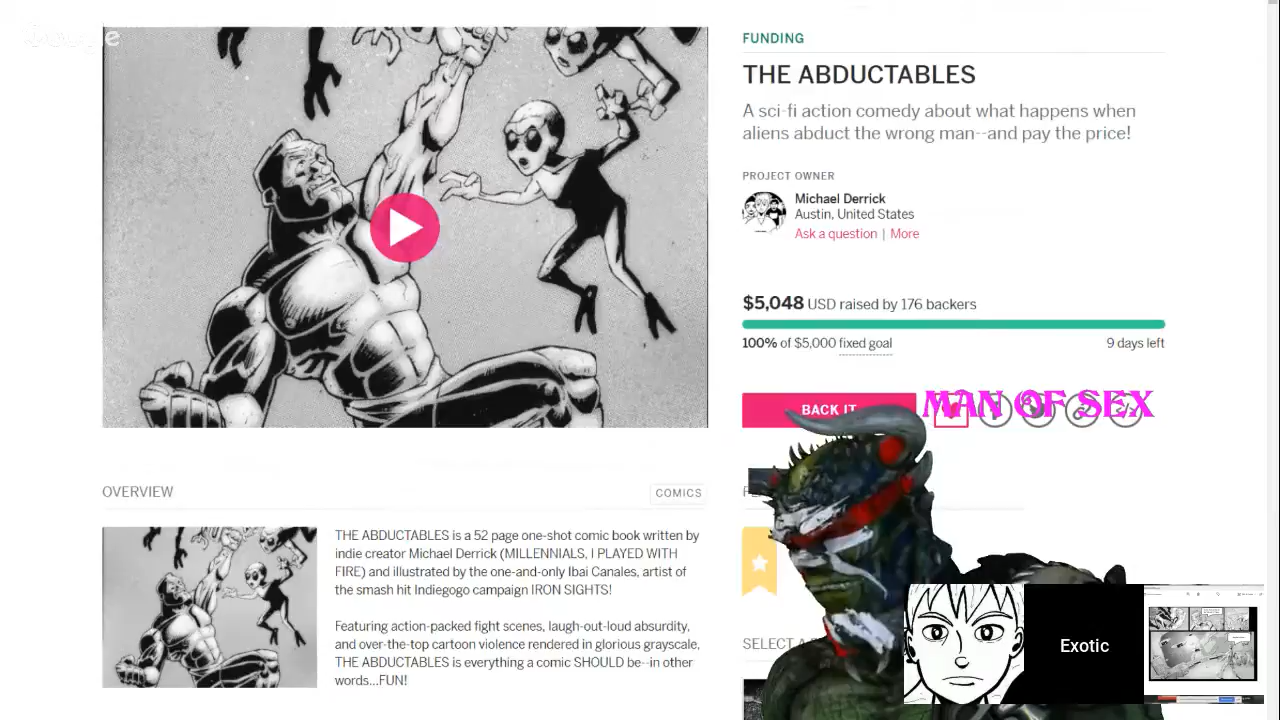 FUNDING
THE ABDUCTABLES
A sci-fi action comedy about what happens when
aliens abduct the wrong man--and pay the price!
PROJECT OWNER
Michael Derrick
Austin, United States
Ask a question | More
$5,048 USD raised by 176 backers
100% of $5,000 fixed goal
9 days left
BACK IT
MAN OF SEX
OVERVIEW
COMICS
THE ABDUCTABLES is a 52 page one-shot comic book written by
indie creator Michael Derrick (MILLENNIALS, I PLAYED WITH
FIRE) and illustrated by the one-and-only Ibai Canales, artist of
the smash hit Indiegogo campaign IRON SIGHTS!
Featuring action-packed fight scenes, laugh-out-loud absurdity,
and over-the-top cartoon violence rendered in glorious grayscale,
THE ABDUCTABLES is everything a comic SHOULD be--in other
words...FUN!
SELECT A
Exotic